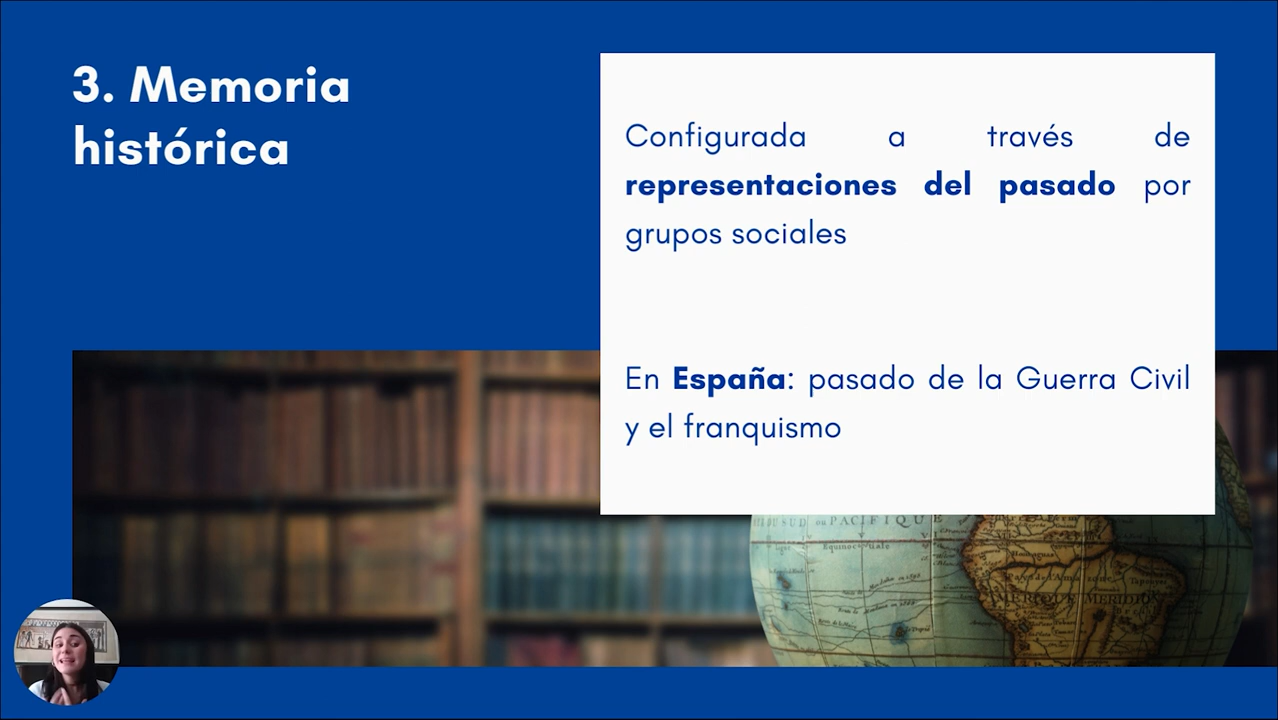 3. Memoria
histórica
Configurada a través de
representaciones del pasado por
grupos sociales
En España: pasado de la Guerra Civil
y el franquismo
PACIFIQUE